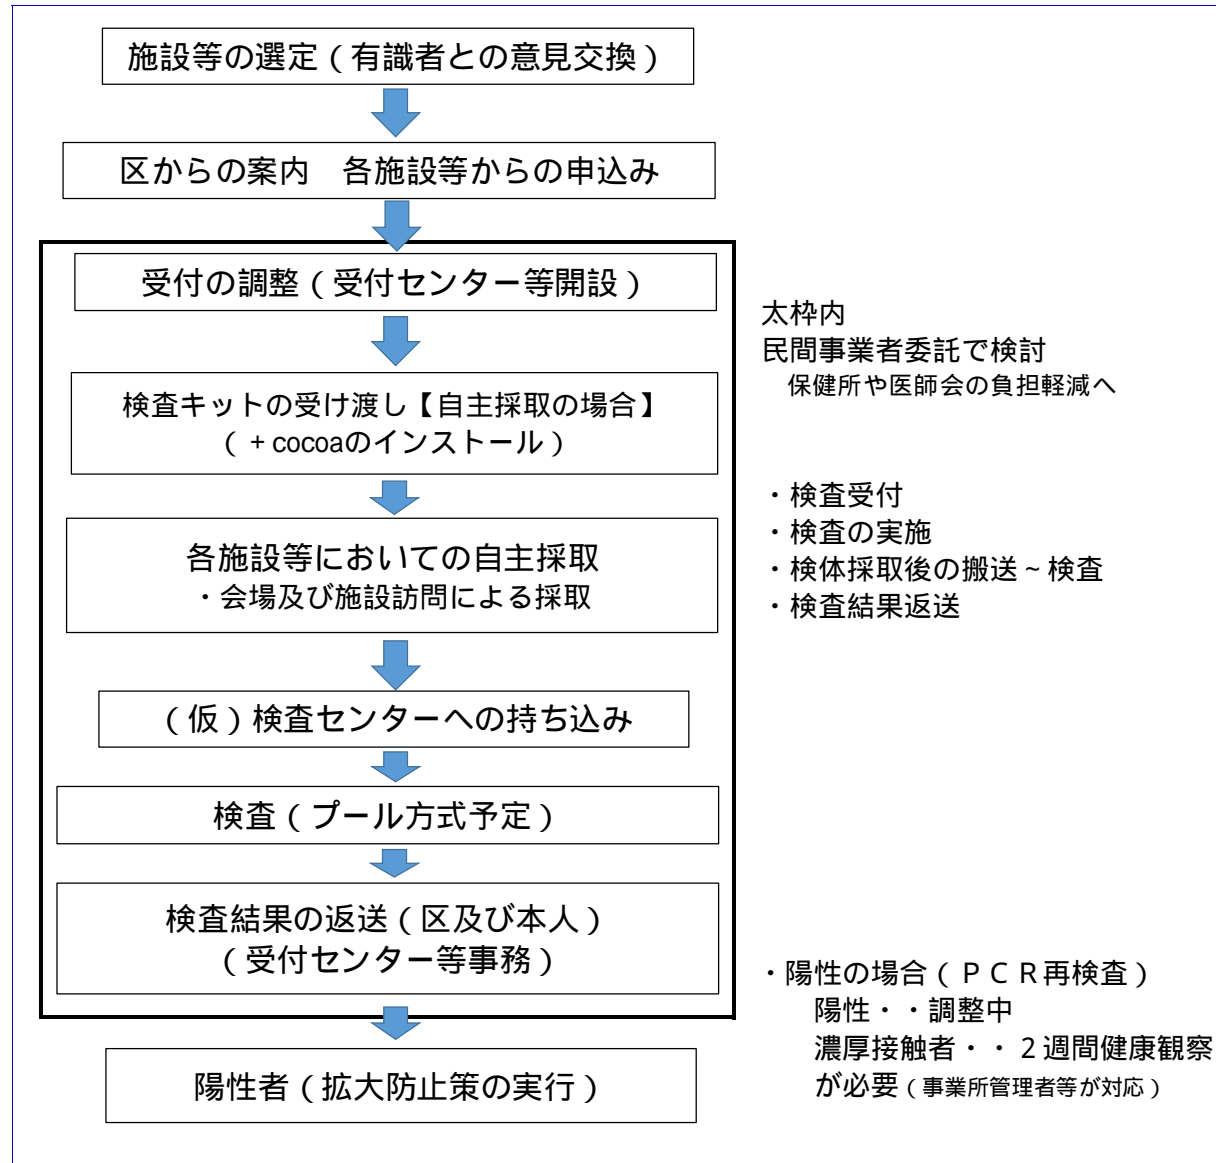 施設等の選定（有識者との意見交換）
区からの案内　各施設等からの申込み
受付の調整（受付センター等開設）
検査キットの受け渡し【自主採取の場合】
（＋cocoaのインストール）
各施設等においての自主採取
・会場及び施設訪問による採取
（仮）検査センターへの持ち込み
検査（プール方式予定）
検査結果の返送（区及び本人）
（受付センター等事務）
陽性者（拡大防止策の実行）
太枠内
民間事業者委託で検討
保健所や医師会の負担軽減へ
・検査受付
・検査の実施
・検体採取後の搬送～検査
・検査結果返送
・陽性の場合（ＰＣＲ再検査）
陽性・・調整中
濃厚接触者・・２週間健康観察
が必要（事業所管理者等が対応）